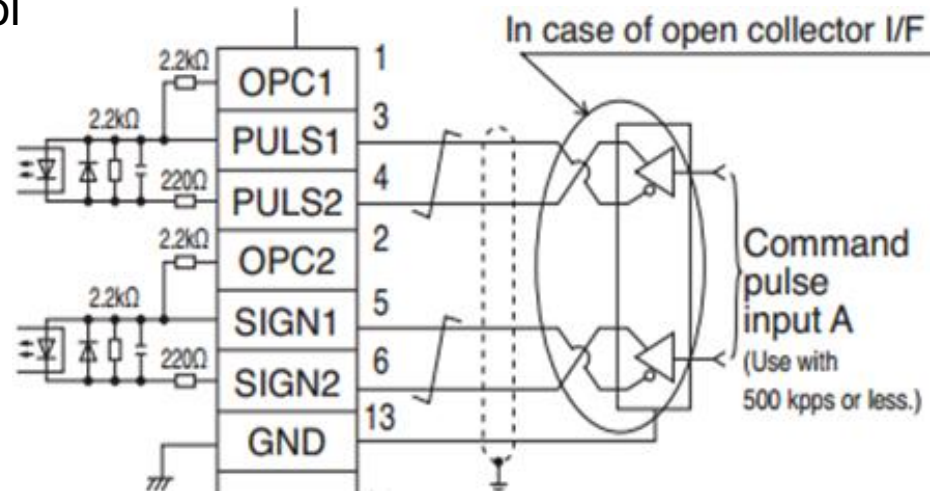 ol
In case of open collector I/F
2.2kΩ
OPC1
1
2.2kΩ
PULS1
3
220Ω
PULS2
4
2.2kΩ
OPC2
2
2.2kΩ
SIGN1
5
220Ω
SIGN2
6
GND
13
Command
pulse
input A
(Use with
500 kpps or less.)